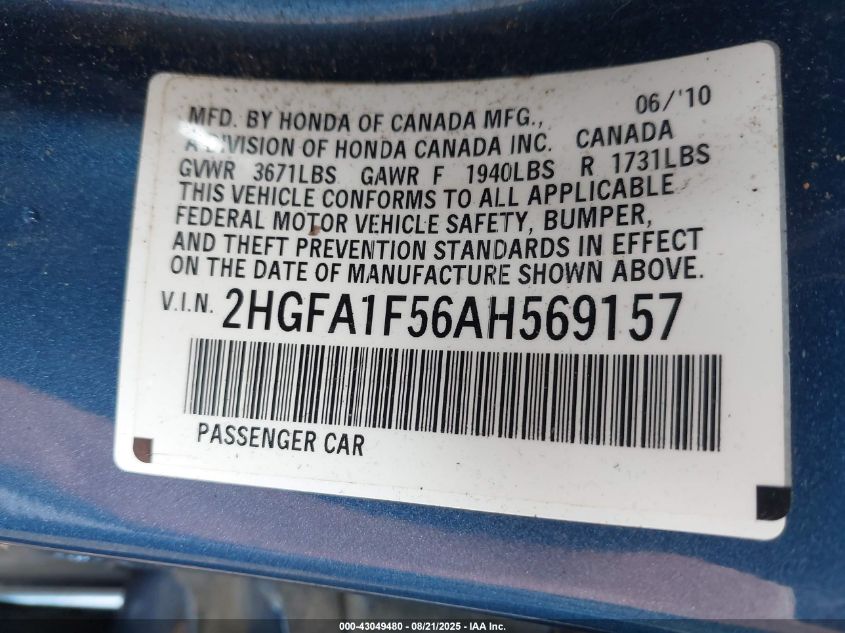 MFD. BY HONDA OF CANADA MFG., 06/'10
A DIVISION OF HONDA CANADA INC. CANADA
GVWR 3671LBS GAWR F 1940LBS R 1731LBS
THIS VEHICLE CONFORMS TO ALL APPLICABLE
FEDERAL MOTOR VEHICLE SAFETY, BUMPER,
AND THEFT PREVENTION STANDARDS IN EFFECT
ON THE DATE OF MANUFACTURE SHOWN ABOVE.
V.I.N. 2HGFA1F56AH569157
PASSENGER CAR
000-43049480 - 08/21/2025 - IAA Inc.